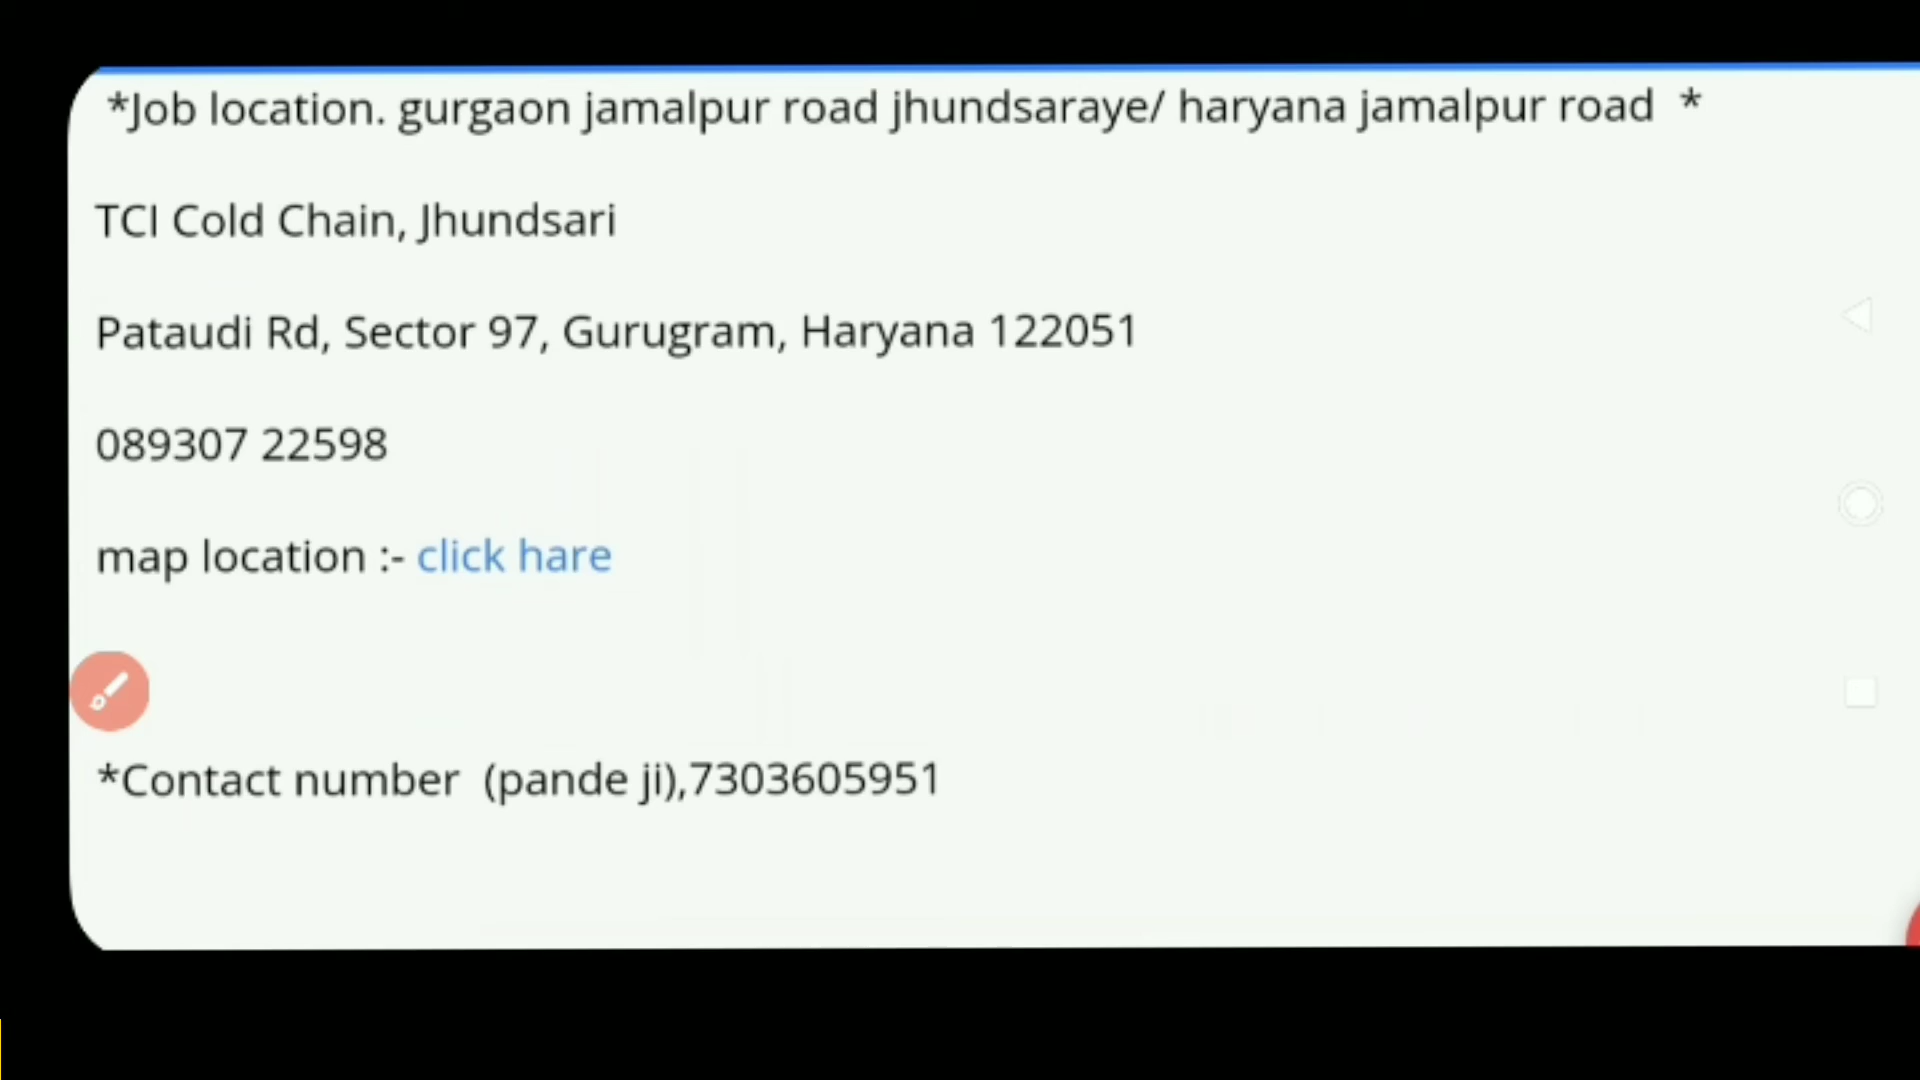 *Job location. gurgaon jamalpur road jhundsaraye/ haryana jamalpur road *
TCI Cold Chain, Jhundsari
Pataudi Rd, Sector 97, Gurugram, Haryana 122051
089307 22598
map location :- click hare
*Contact number (pande ji),7303605951